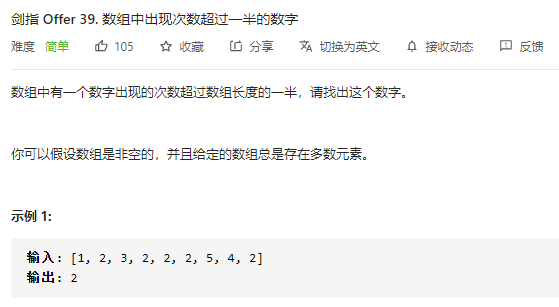 剑指 Offer 39. 数组中出现次数超过一半的数字
难度 简单 105 收藏 分享 切换为英文 接收动态 反馈
数组中有一个数字出现的次数超过数组长度的一半，请找出这个数字。
你可以假设数组是非空的，并且给定的数组总是存在多数元素。
示例 1:
输入: [1, 2, 3, 2, 2, 2, 5, 4, 2]
输出: 2